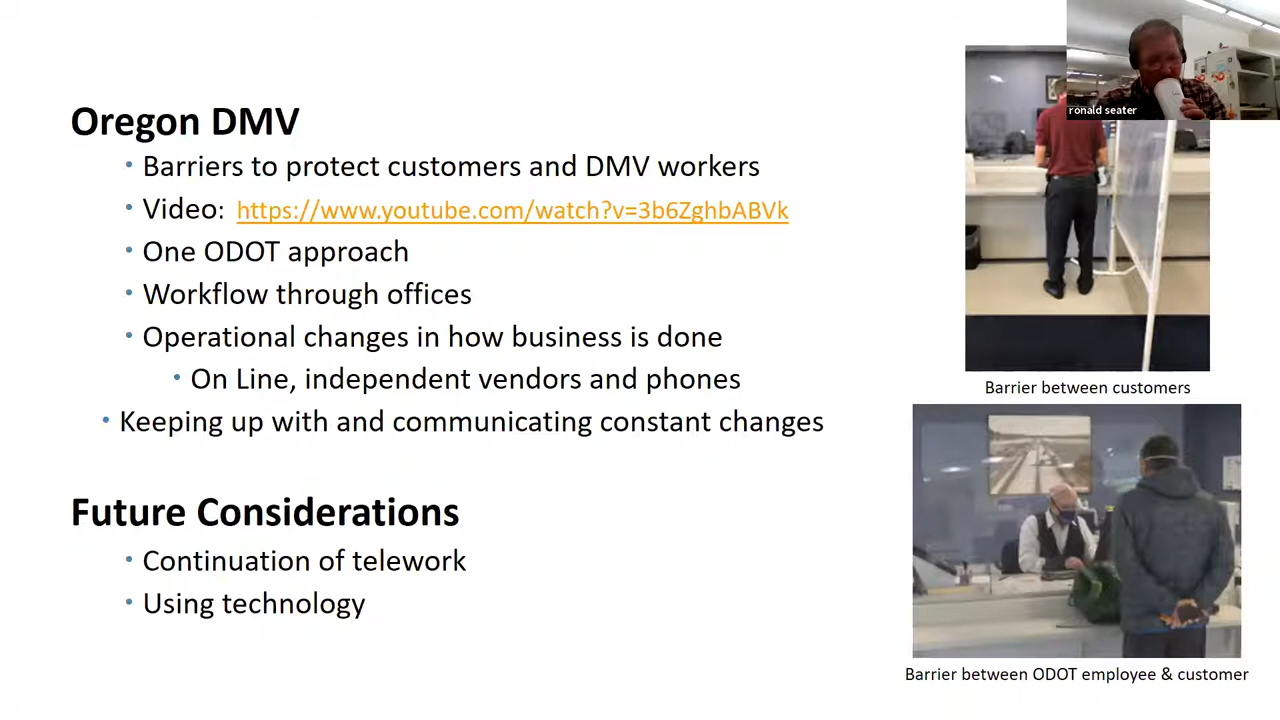 ronald seater
Oregon DMV
• Barriers to protect customers and DMV workers
• Video: https://www.youtube.com/watch?v=3b6ZghbABVk
• One ODOT approach
• Workflow through offices
• Operational changes in how business is done
• On Line, independent vendors and phones
• Keeping up with and communicating constant changes
Future Considerations
• Continuation of telework
• Using technology
Barrier between customers
Barrier between ODOT employee & customer